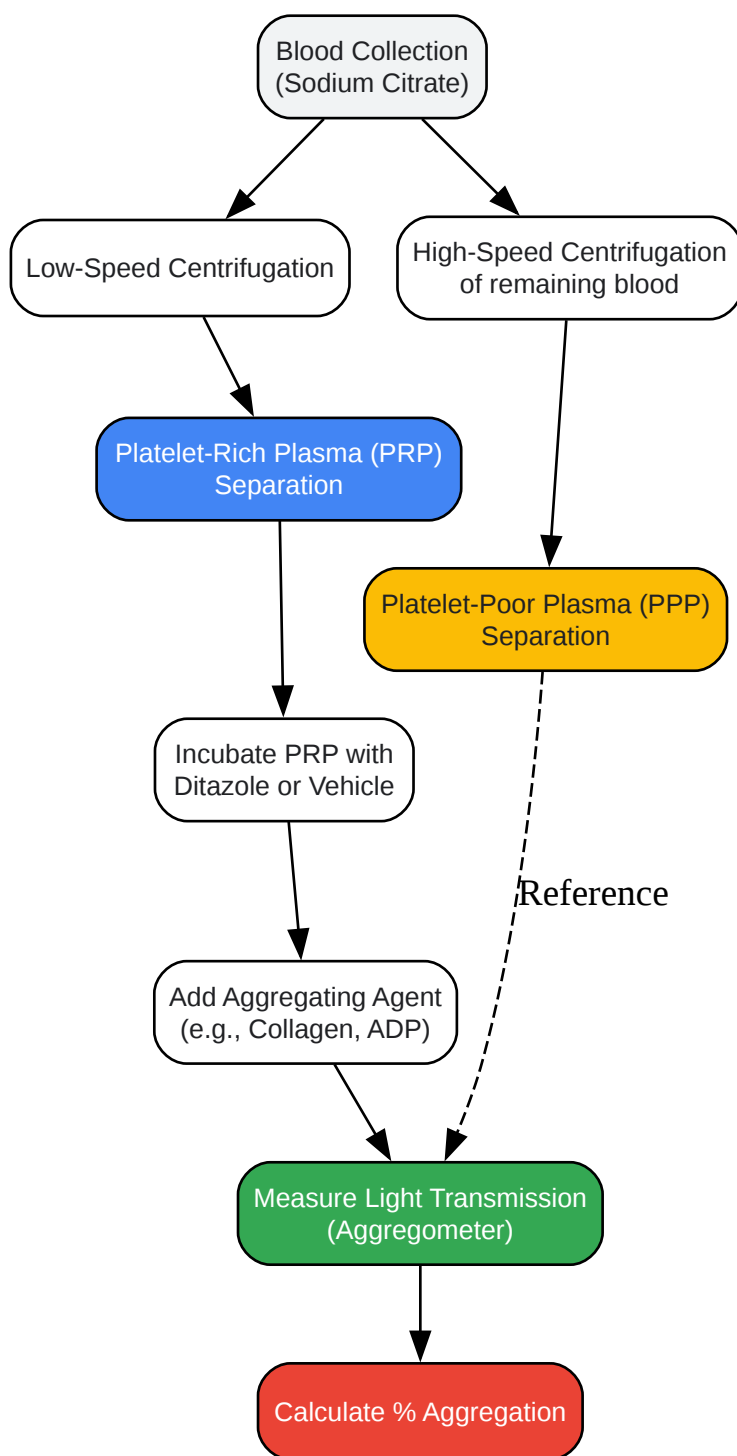 Blood Collection
(Sodium Citrate)
Low-Speed Centrifugation
High-Speed Centrifugation
of remaining blood
Platelet-Rich Plasma (PRP)
Separation
Platelet-Poor Plasma (PPP)
Separation
Incubate PRP with
Ditazole or Vehicle
Reference
Add Aggregating Agent
(e.g., Collagen, ADP)
Measure Light Transmission
(Aggregometer)
Calculate % Aggregation